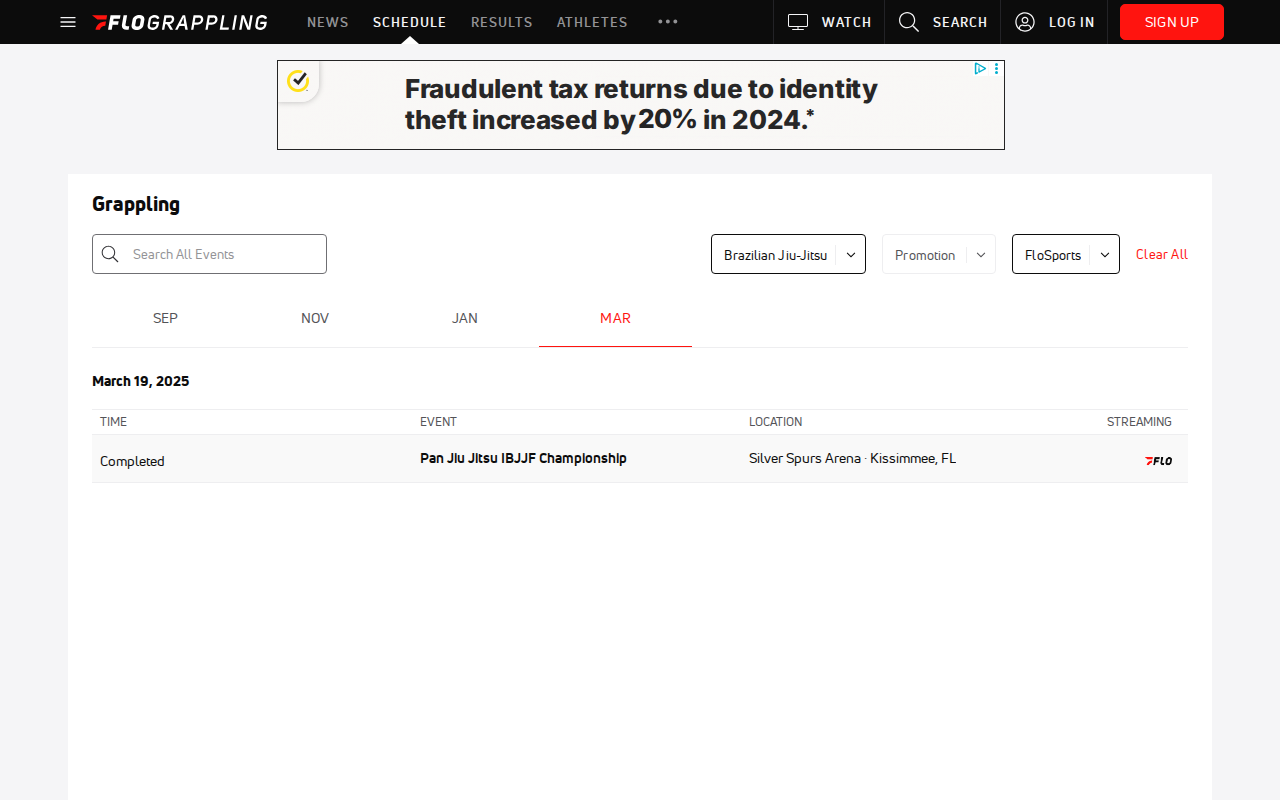 FLOGRAPPLING NEWS SCHEDULE RESULTS ATHLETES ••• WATCH SEARCH LOG IN SIGN UP
Fraudulent tax returns due to identity
theft increased by 20% in 2024.*
Grappling
Search All Events Brazilian Jiu-Jitsu Promotion FloSports Clear All
SEP NOV JAN MAR
March 19, 2025
TIME EVENT LOCATION STREAMING
Completed Pan Jiu Jitsu IBJJF Championship Silver Spurs Arena · Kissimmee, FL FLO